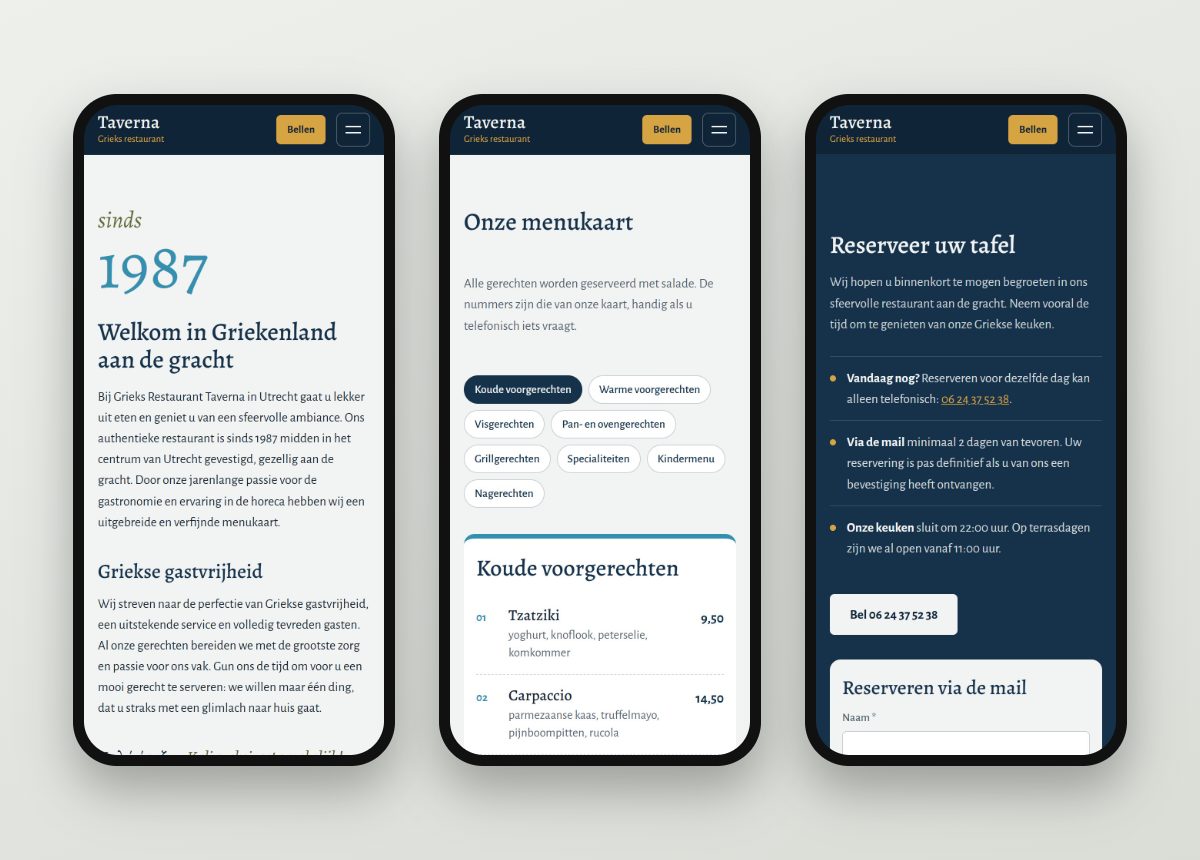 Taverna
Grieks restaurant
Bellen
sinds
1987
Welkom in Griekenland
aan de gracht
Bij Grieks Restaurant Taverna in Utrecht gaat u lekker
uit eten en geniet u van een sfeervolle ambiance. Ons
authentieke restaurant is sinds 1987 midden in het
centrum van Utrecht gevestigd, gezellig aan de
gracht. Door onze jarenlange passie voor de
gastronomie en ervaring in de horeca hebben wij een
uitgebreide en verfijnde menukaart.
Griekse gastvrijheid
Wij streven naar de perfectie van Griekse gastvrijheid,
een uitstekende service en volledig tevreden gasten.
Al onze gerechten bereiden we met de grootste zorg
en passie voor ons vak. Gun ons de tijd om voor u een
mooi gerecht te serveren: we willen maar één ding,
dat u straks met een glimlach naar huis gaat.
Taverna
Grieks restaurant
Bellen
Onze menukaart
Alle gerechten worden geserveerd met salade. De
nummers zijn die van onze kaart, handig als u
telefonisch iets vraagt.
Koude voorgerechten
Warme voorgerechten
Visgerechten
Pan- en ovengerechten
Grillgerechten
Specialiteiten
Kindermenu
Nagerechten
Koude voorgerechten
01 Tzatziki 9,50
yoghurt, knoflook, peterselie,
komkommer
02 Carpaccio 14,50
parmezaanse kaas, truffelmayo,
pijnboompitten, rucola
Taverna
Grieks restaurant
Bellen
Reserveer uw tafel
Wij hopen u binnenkort te mogen begroeten in ons
sfeervolle restaurant aan de gracht. Neem vooral de
tijd om te genieten van onze Griekse keuken.
Vandaag nog? Reserveren voor dezelfde dag kan
alleen telefonisch: 06 24 37 52 38.
Via de mail minimaal 2 dagen van tevoren. Uw
reservering is pas definitief als u van ons een
bevestiging heeft ontvangen.
Onze keuken sluit om 22:00 uur. Op terrasdagen
zijn we al open vanaf 11:00 uur.
Bel 06 24 37 52 38
Reserveren via de mail
Naam *